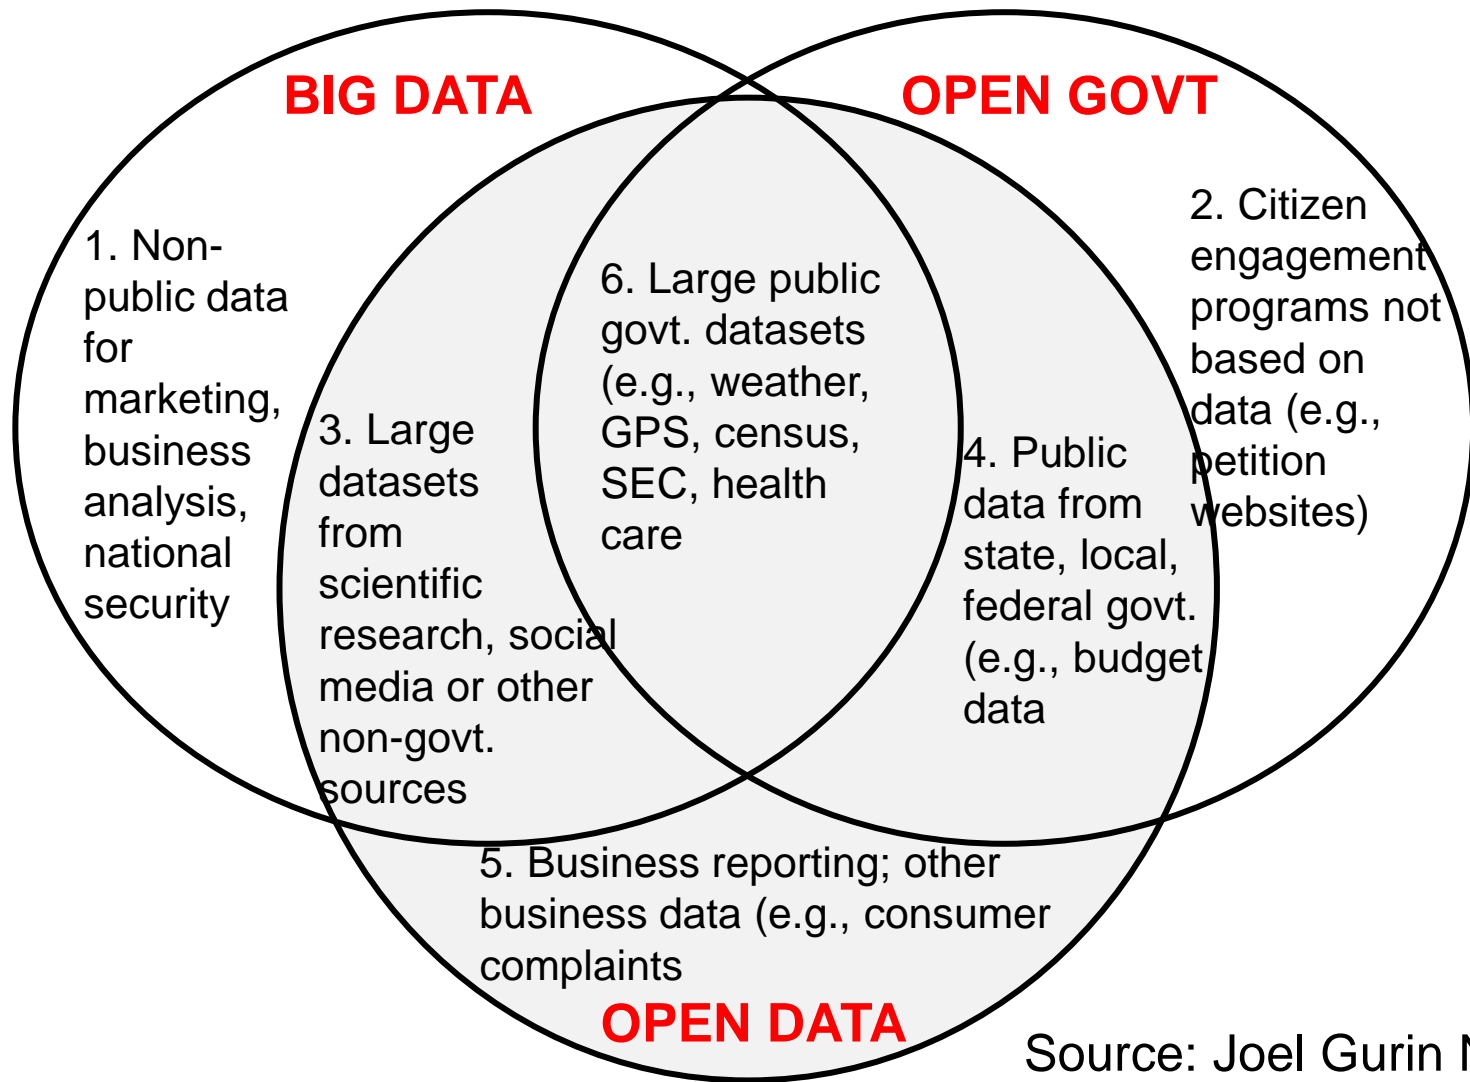 BIG DATA
OPEN GOVT
1. Non-
public data
for
marketing,
business
analysis,
national
security
2. Citizen
engagement
programs not
based on
data (e.g.,
petition
websites)
3. Large
datasets
from
scientific
research, social
media or other
non-govt.
sources
6. Large public
govt. datasets
(e.g., weather,
GPS, census,
SEC, health
care
4. Public
data from
state, local,
federal govt.
(e.g., budget
data
5. Business reporting; other
business data (e.g., consumer
complaints
OPEN DATA
Source: Joel Gurin